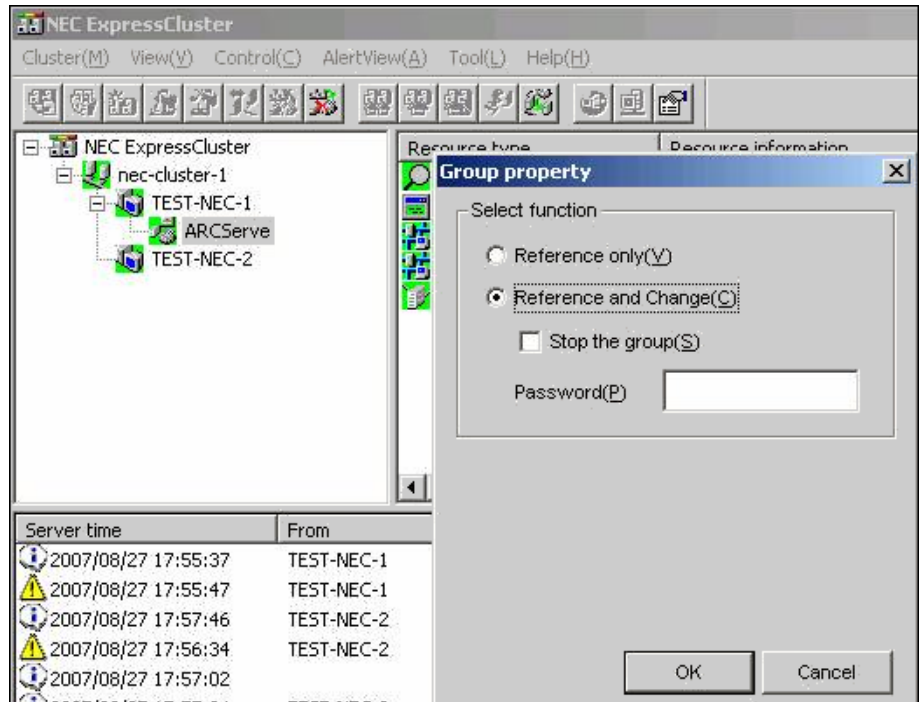 NEC ExpressCluster
Cluster(M) View(V) Control(C) AlertView(A) Tool(L) Help(H)
NEC ExpressCluster
nec-cluster-1
TEST-NEC-1
ARCServe
TEST-NEC-2
Resource type Resource information
Group property
Select function
Reference only(V)
Reference and Change(C)
Stop the group(S)
Password(P)
OK Cancel
Server time From
2007/08/27 17:55:37 TEST-NEC-1
2007/08/27 17:55:47 TEST-NEC-1
2007/08/27 17:57:46 TEST-NEC-2
2007/08/27 17:56:34 TEST-NEC-2
2007/08/27 17:57:02